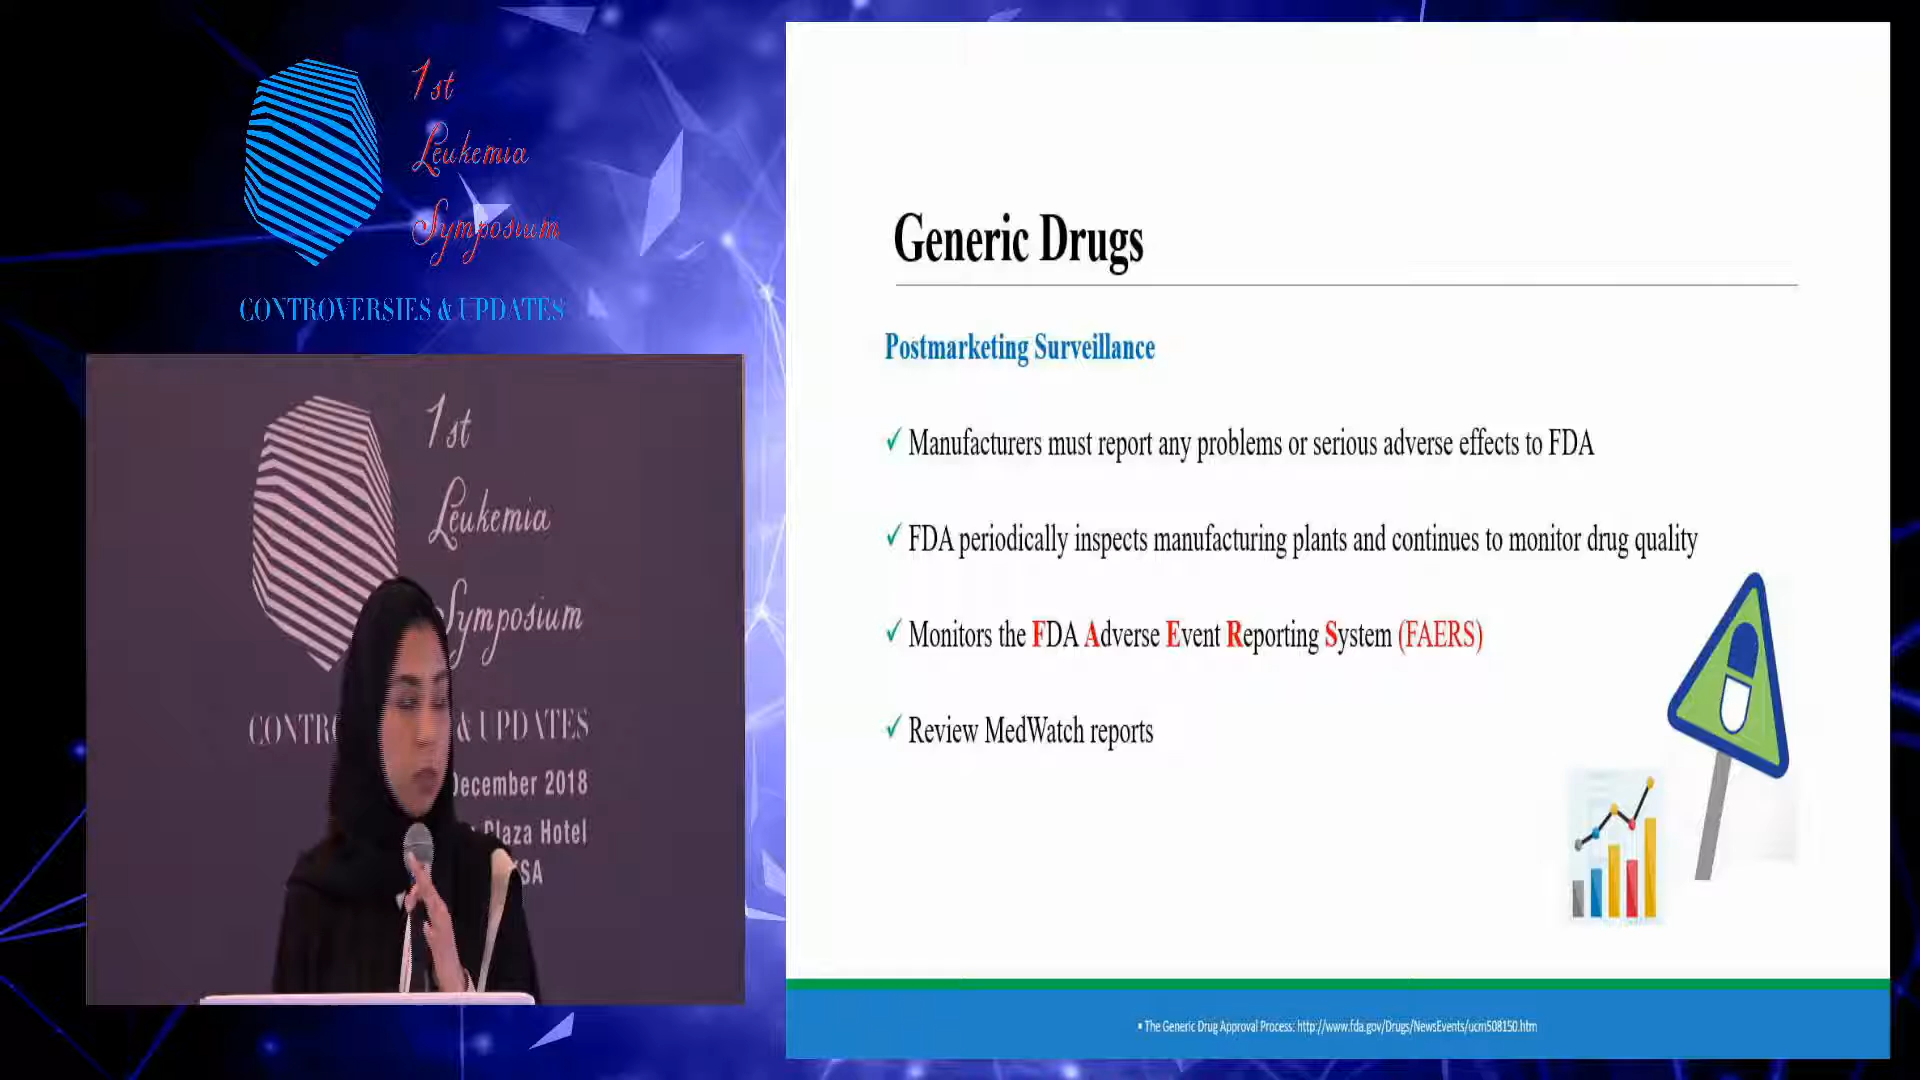 1st
Leukemia
Symposium
CONTROVERSIES & UPDATES
1st
Leukemia
Symposium
& UPDATES
December 2018
Plaza Hotel
Generic Drugs
Postmarketing Surveillance
✓ Manufacturers must report any problems or serious adverse effects to FDA
✓ FDA periodically inspects manufacturing plants and continues to monitor drug quality
✓ Monitors the FDA Adverse Event Reporting System (FAERS)
✓ Review MedWatch reports
▪ The Generic Drug Approval Process: http://www.fda.gov/Drugs/NewsEvents/ucm508150.htm